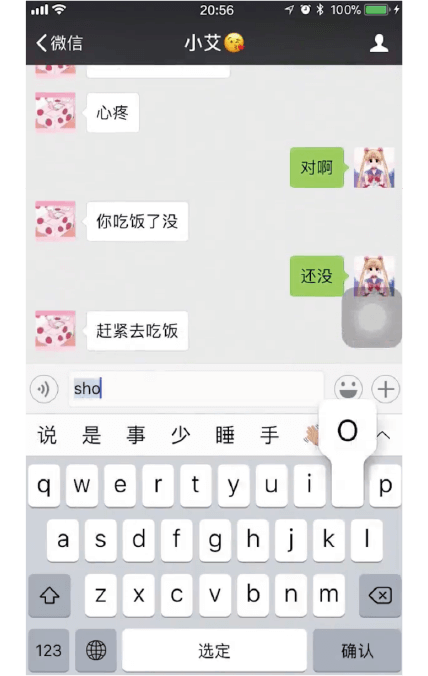 20:56
100%
微信
小艾😘
心疼
对啊
你吃饭了没
还没
赶紧去吃饭
sho
说 是 事 少 睡 手 👋🏼
O
q w e r t y u i p
a s d f g h j k l
z x c v b n m
123 选定 确认